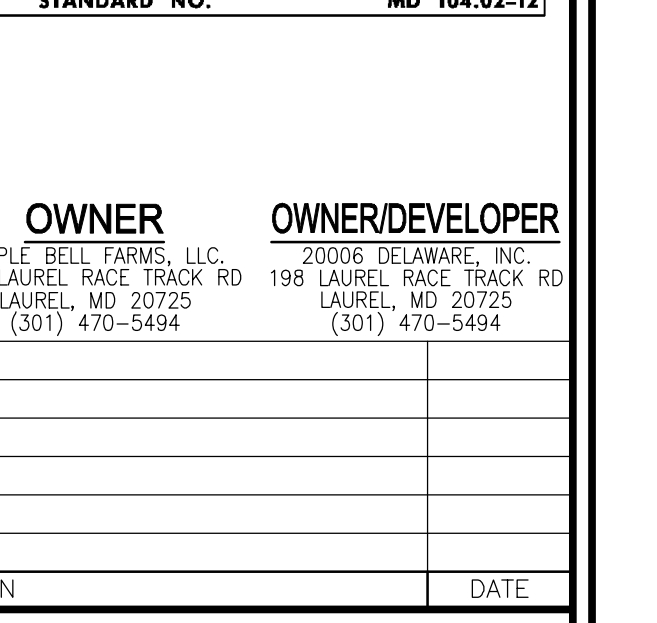 STANDARD NO. MD 104.02-12
OWNER
PLE BELL FARMS, LLC.
LAUREL RACE TRACK RD
LAUREL, MD 20725
(301) 470-5494
OWNER/DEVELOPER
20006 DELAWARE, INC.
198 LAUREL RACE TRACK RD
LAUREL, MD 20725
(301) 470-5494
N DATE